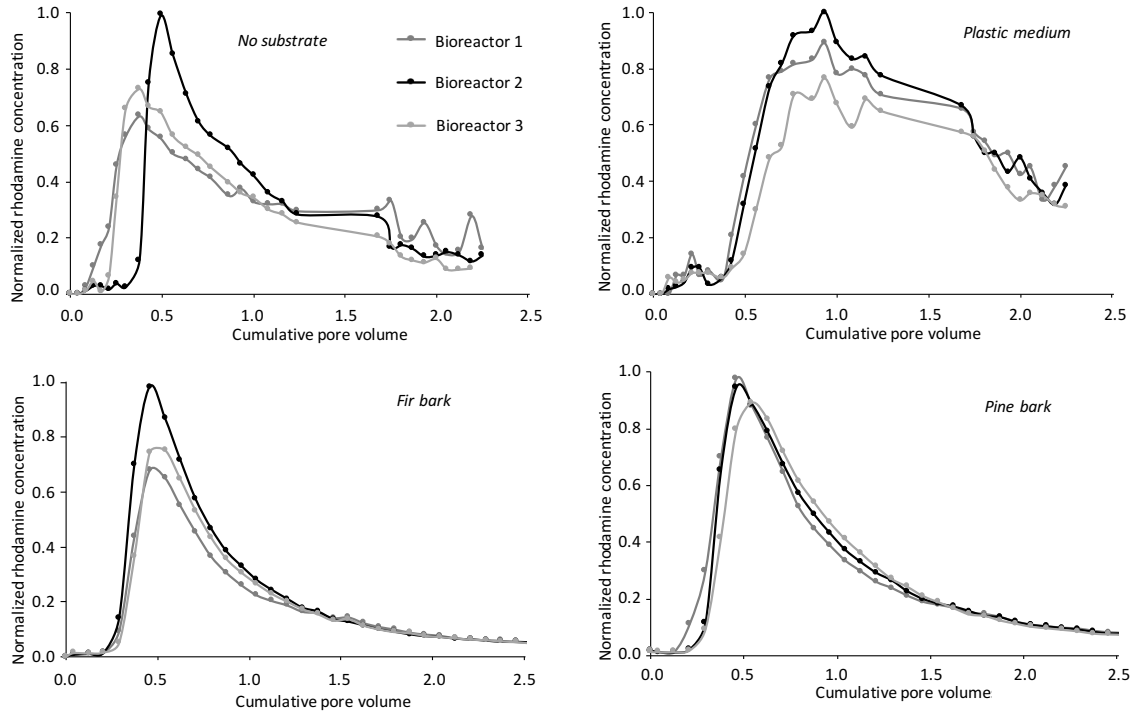 No substrate
Bioreactor 1
Bioreactor 2
Bioreactor 3
Normalized rhodamine concentration
1.0
0.8
0.6
0.4
0.2
0.0
0.0 0.5 1.0 1.5 2.0 2.5
Cumulative pore volume
Plastic medium
Normalized rhodamine concentration
1.0
0.8
0.6
0.4
0.2
0.0
0.0 0.5 1.0 1.5 2.0 2.5
Cumulative pore volume
Fir bark
Normalized rhodamine concentration
1.0
0.8
0.6
0.4
0.2
0.0
0.0 0.5 1.0 1.5 2.0 2.5
Cumulative pore volume
Pine bark
Normalized rhodamine concentration
1.0
0.8
0.6
0.4
0.2
0.0
0.0 0.5 1.0 1.5 2.0 2.5
Cumulative pore volume